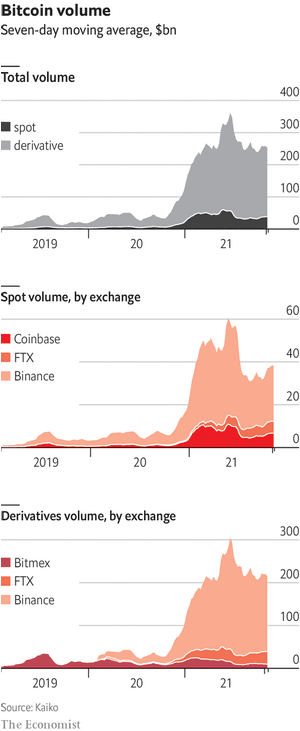 Bitcoin volume
Seven-day moving average, $bn
Total volume
400
spot
derivative
300
200
100
0
2019 20 21
Spot volume, by exchange
60
Coinbase
FTX
Binance
40
20
0
2019 20 21
Derivatives volume, by exchange
300
Bitmex
FTX
Binance
200
100
0
2019 20 21
Source: Kaiko
The Economist